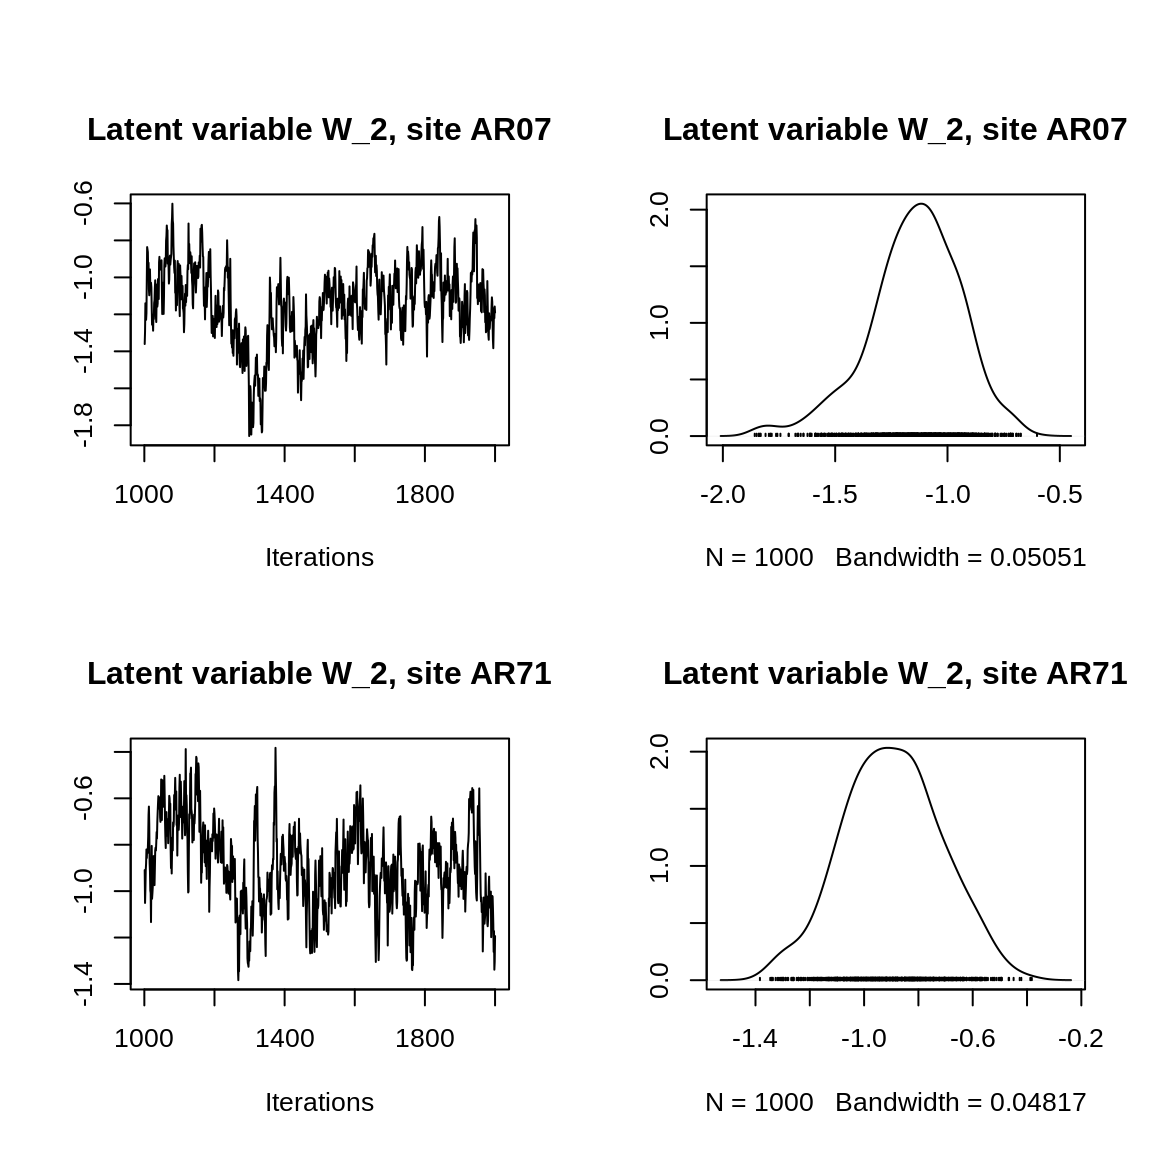 Latent variable W_2, site AR07
-0.6
-1.0
-1.4
-1.8
1000 1400 1800
Iterations
Latent variable W_2, site AR07
2.0
1.0
0.0
-2.0 -1.5 -1.0 -0.5
N = 1000 Bandwidth = 0.05051
Latent variable W_2, site AR71
-0.6
-1.0
-1.4
1000 1400 1800
Iterations
Latent variable W_2, site AR71
2.0
1.0
0.0
-1.4 -1.0 -0.6 -0.2
N = 1000 Bandwidth = 0.04817